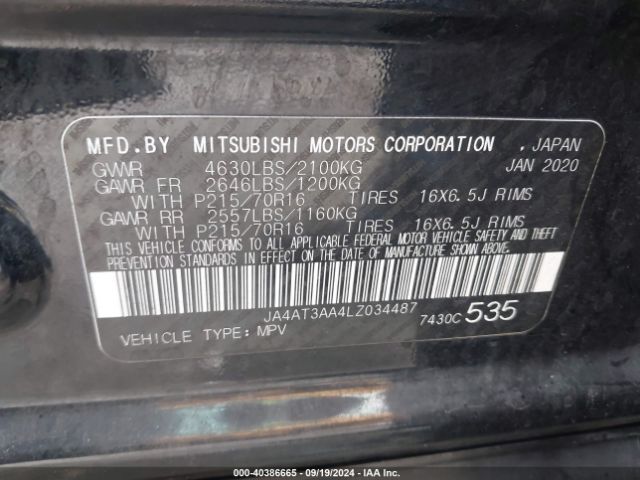 MFD.BY MITSUBISHI MOTORS CORPORATION , JAPAN
GVWR 4630LBS/2100KG JAN 2020
GAWR FR 2646LBS/1200KG
WITH P215/70R16 TIRES 16X6.5J RIMS
GAWR RR 2557LBS/1160KG
WITH P215/70R16 TIRES 16X6.5J RIMS
THIS VEHICLE CONFORMS TO ALL APPLICABLE FEDERAL MOTOR VEHICLE SAFETY AND THEFT
PREVENTION STANDARDS IN EFFECT ON THE DATE OF MANUFACTURE SHOWN ABOVE.
JA4AT3AA4LZ034487
VEHICLE TYPE:MPV 7430C 535
000-40386665 - 09/19/2024 - IAAI.CA